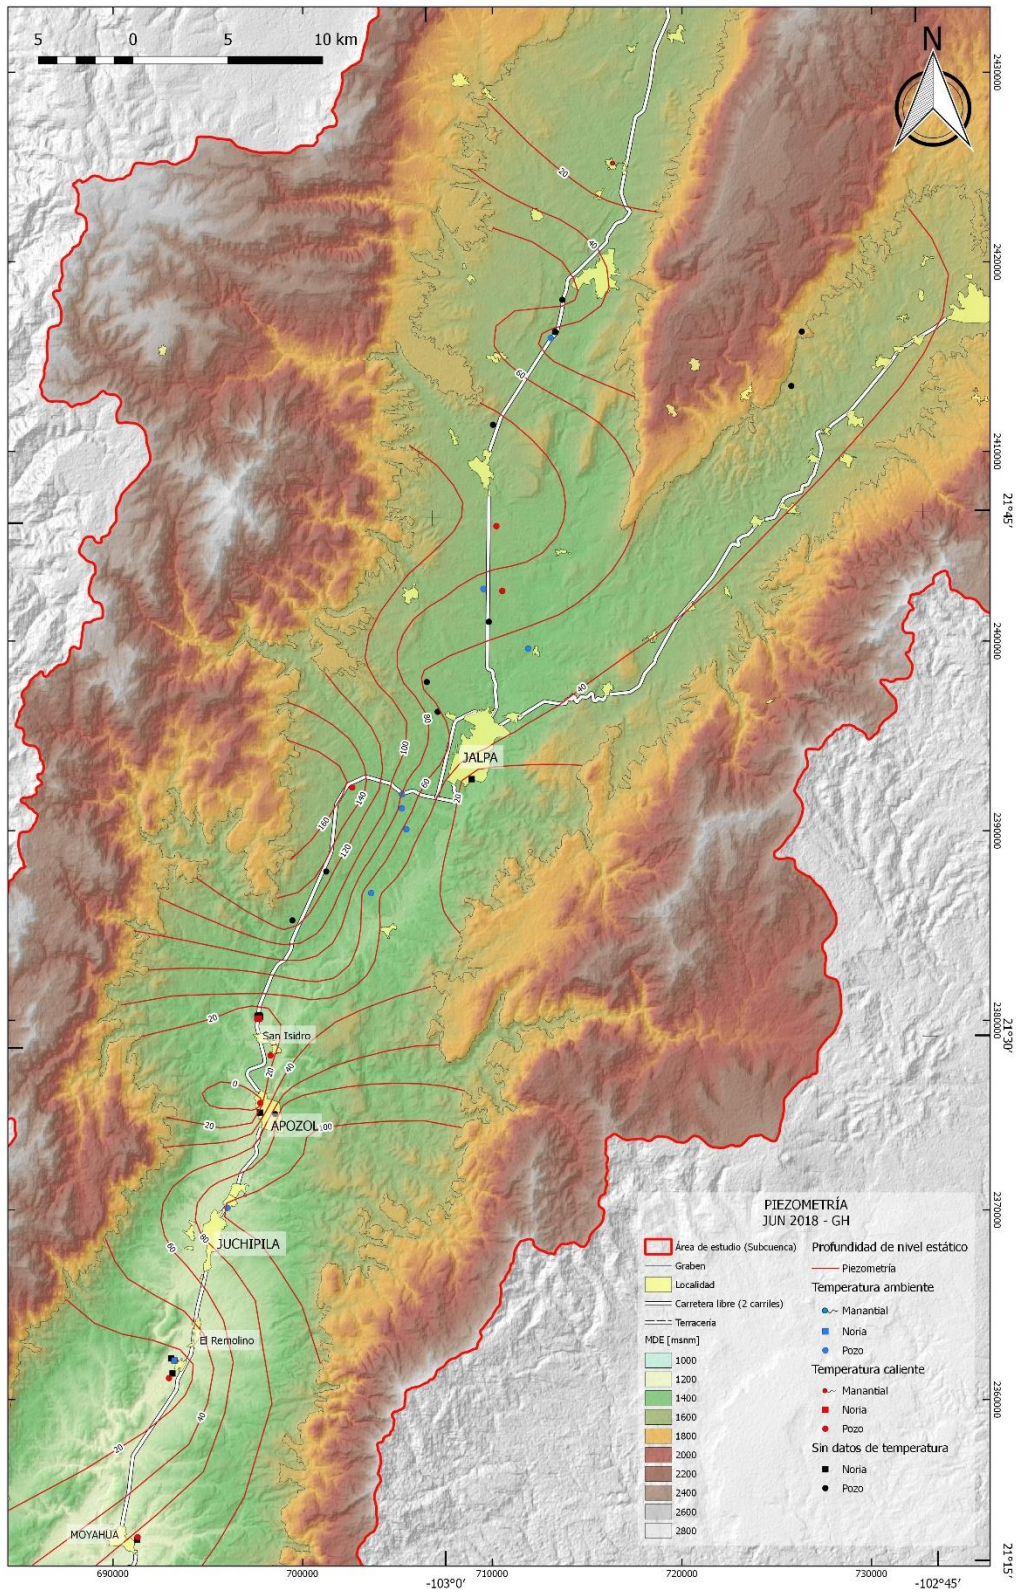 5 0 5 10 km
N
2430000
20
40
2420000
60
2410000
21°45'
2400000
40
80
100
JALPA
60
20
140
160
120
2390000
20
2380000
21°30'
San Isidro
40
20
0
20
APOZOL
100
2370000
80
JUCHIPILA
60
El Remolino
2360000
40
20
MOYAHUA
21°15'
690000
700000
-103°0'
710000
720000
730000
-102°45'
PIEZOMETRÍA
JUN 2018 - GH
Área de estudio (Subcuenca)
Graben
Localidad
Carretera libre (2 carriles)
Terracería
MDE [msnm]
1000
1200
1400
1600
1800
2000
2200
2400
2600
2800
Profundidad de nivel estático
Piezometría
Temperatura ambiente
Manantial
Noria
Pozo
Temperatura caliente
Manantial
Noria
Pozo
Sin datos de temperatura
Noria
Pozo